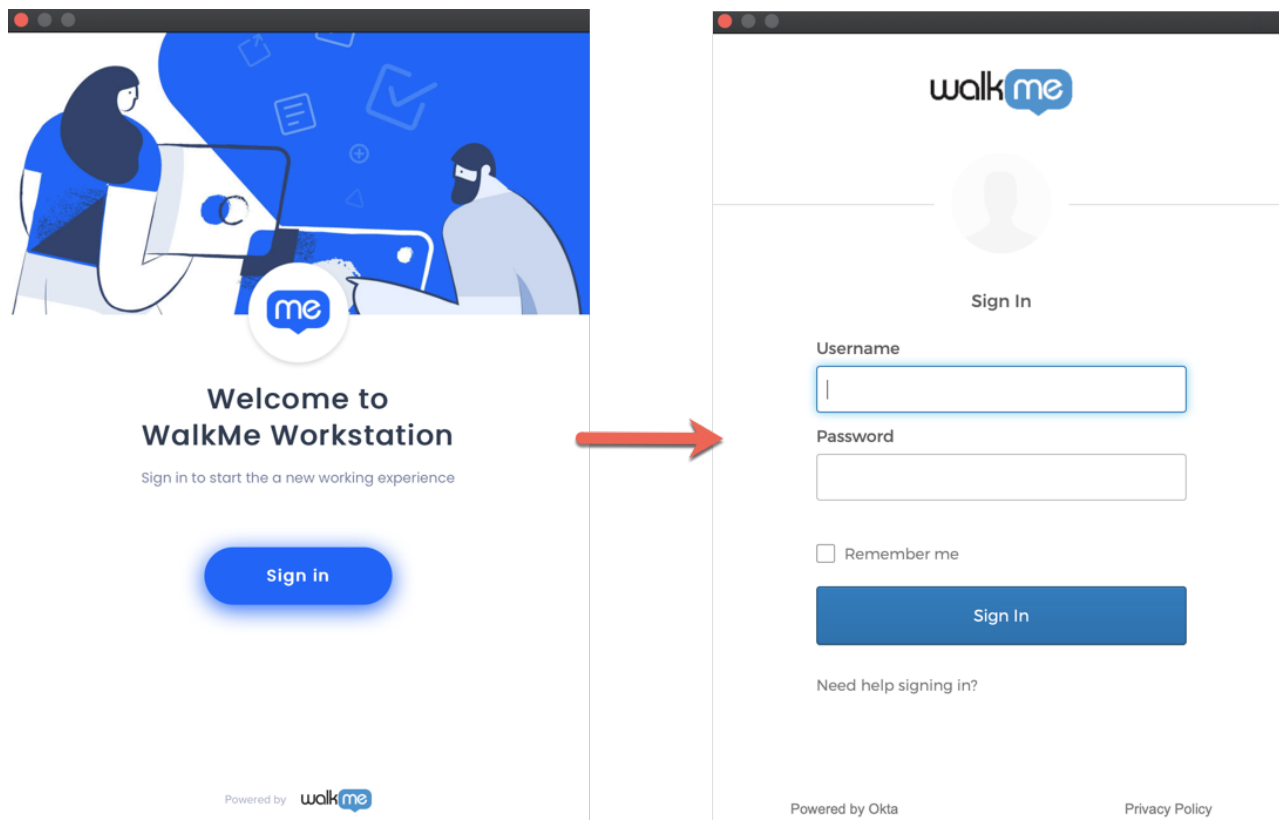 me
Welcome to
WalkMe Workstation
Sign in to start the a new working experience
Sign in
Powered by walkme
walkme
Sign In
Username
Password
Remember me
Sign In
Need help signing in?
Powered by Okta
Privacy Policy